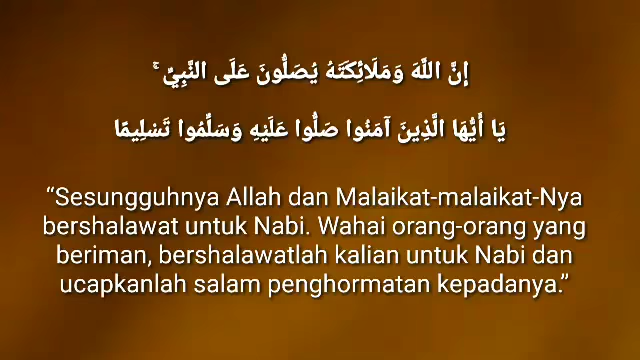 إِنَّ اللَّهَ وَمَلَائِكَتَهُ يُصَلُّونَ عَلَى النَّبِيِّ ۚ
يَا أَيُّهَا الَّذِينَ آمَنُوا صَلُّوا عَلَيْهِ وَسَلِّمُوا تَسْلِيمًا
“Sesungguhnya Allah dan Malaikat-malaikat-Nya
bershalawat untuk Nabi. Wahai orang-orang yang
beriman, bershalawatlah kalian untuk Nabi dan
ucapkanlah salam penghormatan kepadanya.”